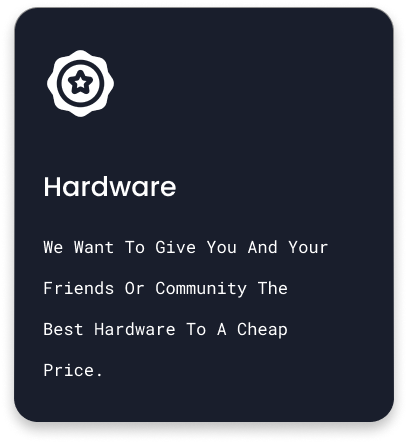 Hardware
We Want To Give You And Your
Friends Or Community The
Best Hardware To A Cheap
Price.